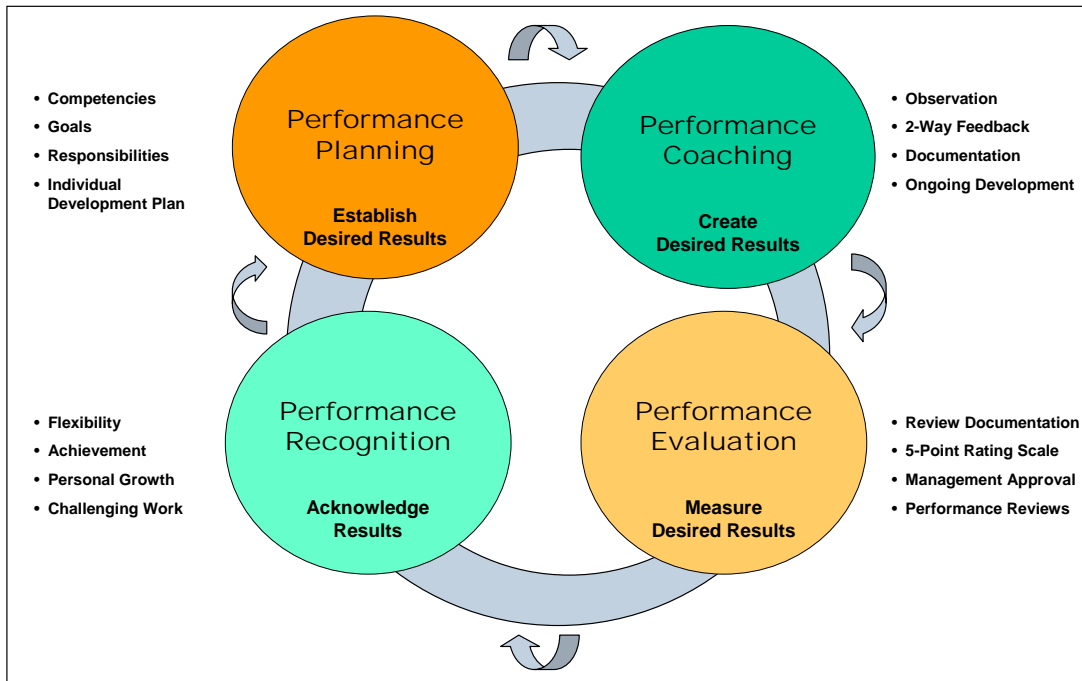 • Competencies
• Goals
• Responsibilities
• Individual
Development Plan
Performance
Planning
Establish
Desired Results
Performance
Coaching
Create
Desired Results
• Observation
• 2-Way Feedback
• Documentation
• Ongoing Development
• Flexibility
• Achievement
• Personal Growth
• Challenging Work
Performance
Recognition
Acknowledge
Results
Performance
Evaluation
Measure
Desired Results
• Review Documentation
• 5-Point Rating Scale
• Management Approval
• Performance Reviews